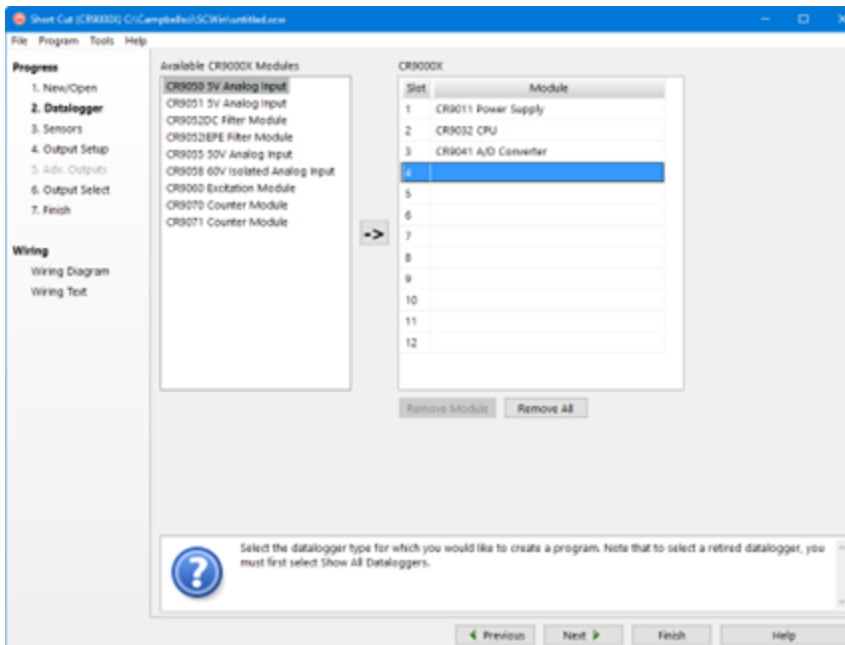 Short Cut (CR9000X) C:\Campbellsci\SCWin\untitled.scw
File Program Tools Help
Progress
1. New/Open
2. Datalogger
3. Sensors
4. Output Setup
5. Adv. Outputs
6. Output Select
7. Finish
Wiring
Wiring Diagram
Wiring Text
Available CR9000X Modules
CR9050 5V Analog Input
CR9051 5V Analog Input
CR9052DC Filter Module
CR9052IEPE Filter Module
CR9055 50V Analog Input
CR9058 60V Isolated Analog Input
CR9060 Excitation Module
CR9070 Counter Module
CR9071 Counter Module
->
CR9000X
Slot Module
1 CR9011 Power Supply
2 CR9032 CPU
3 CR9041 A/D Converter
4
5
6
7
8
9
10
11
12
Remove Module Remove All
Select the datalogger type for which you would like to create a program. Note that to select a retired datalogger, you
must first select Show All Dataloggers.
Previous Next Finish Help